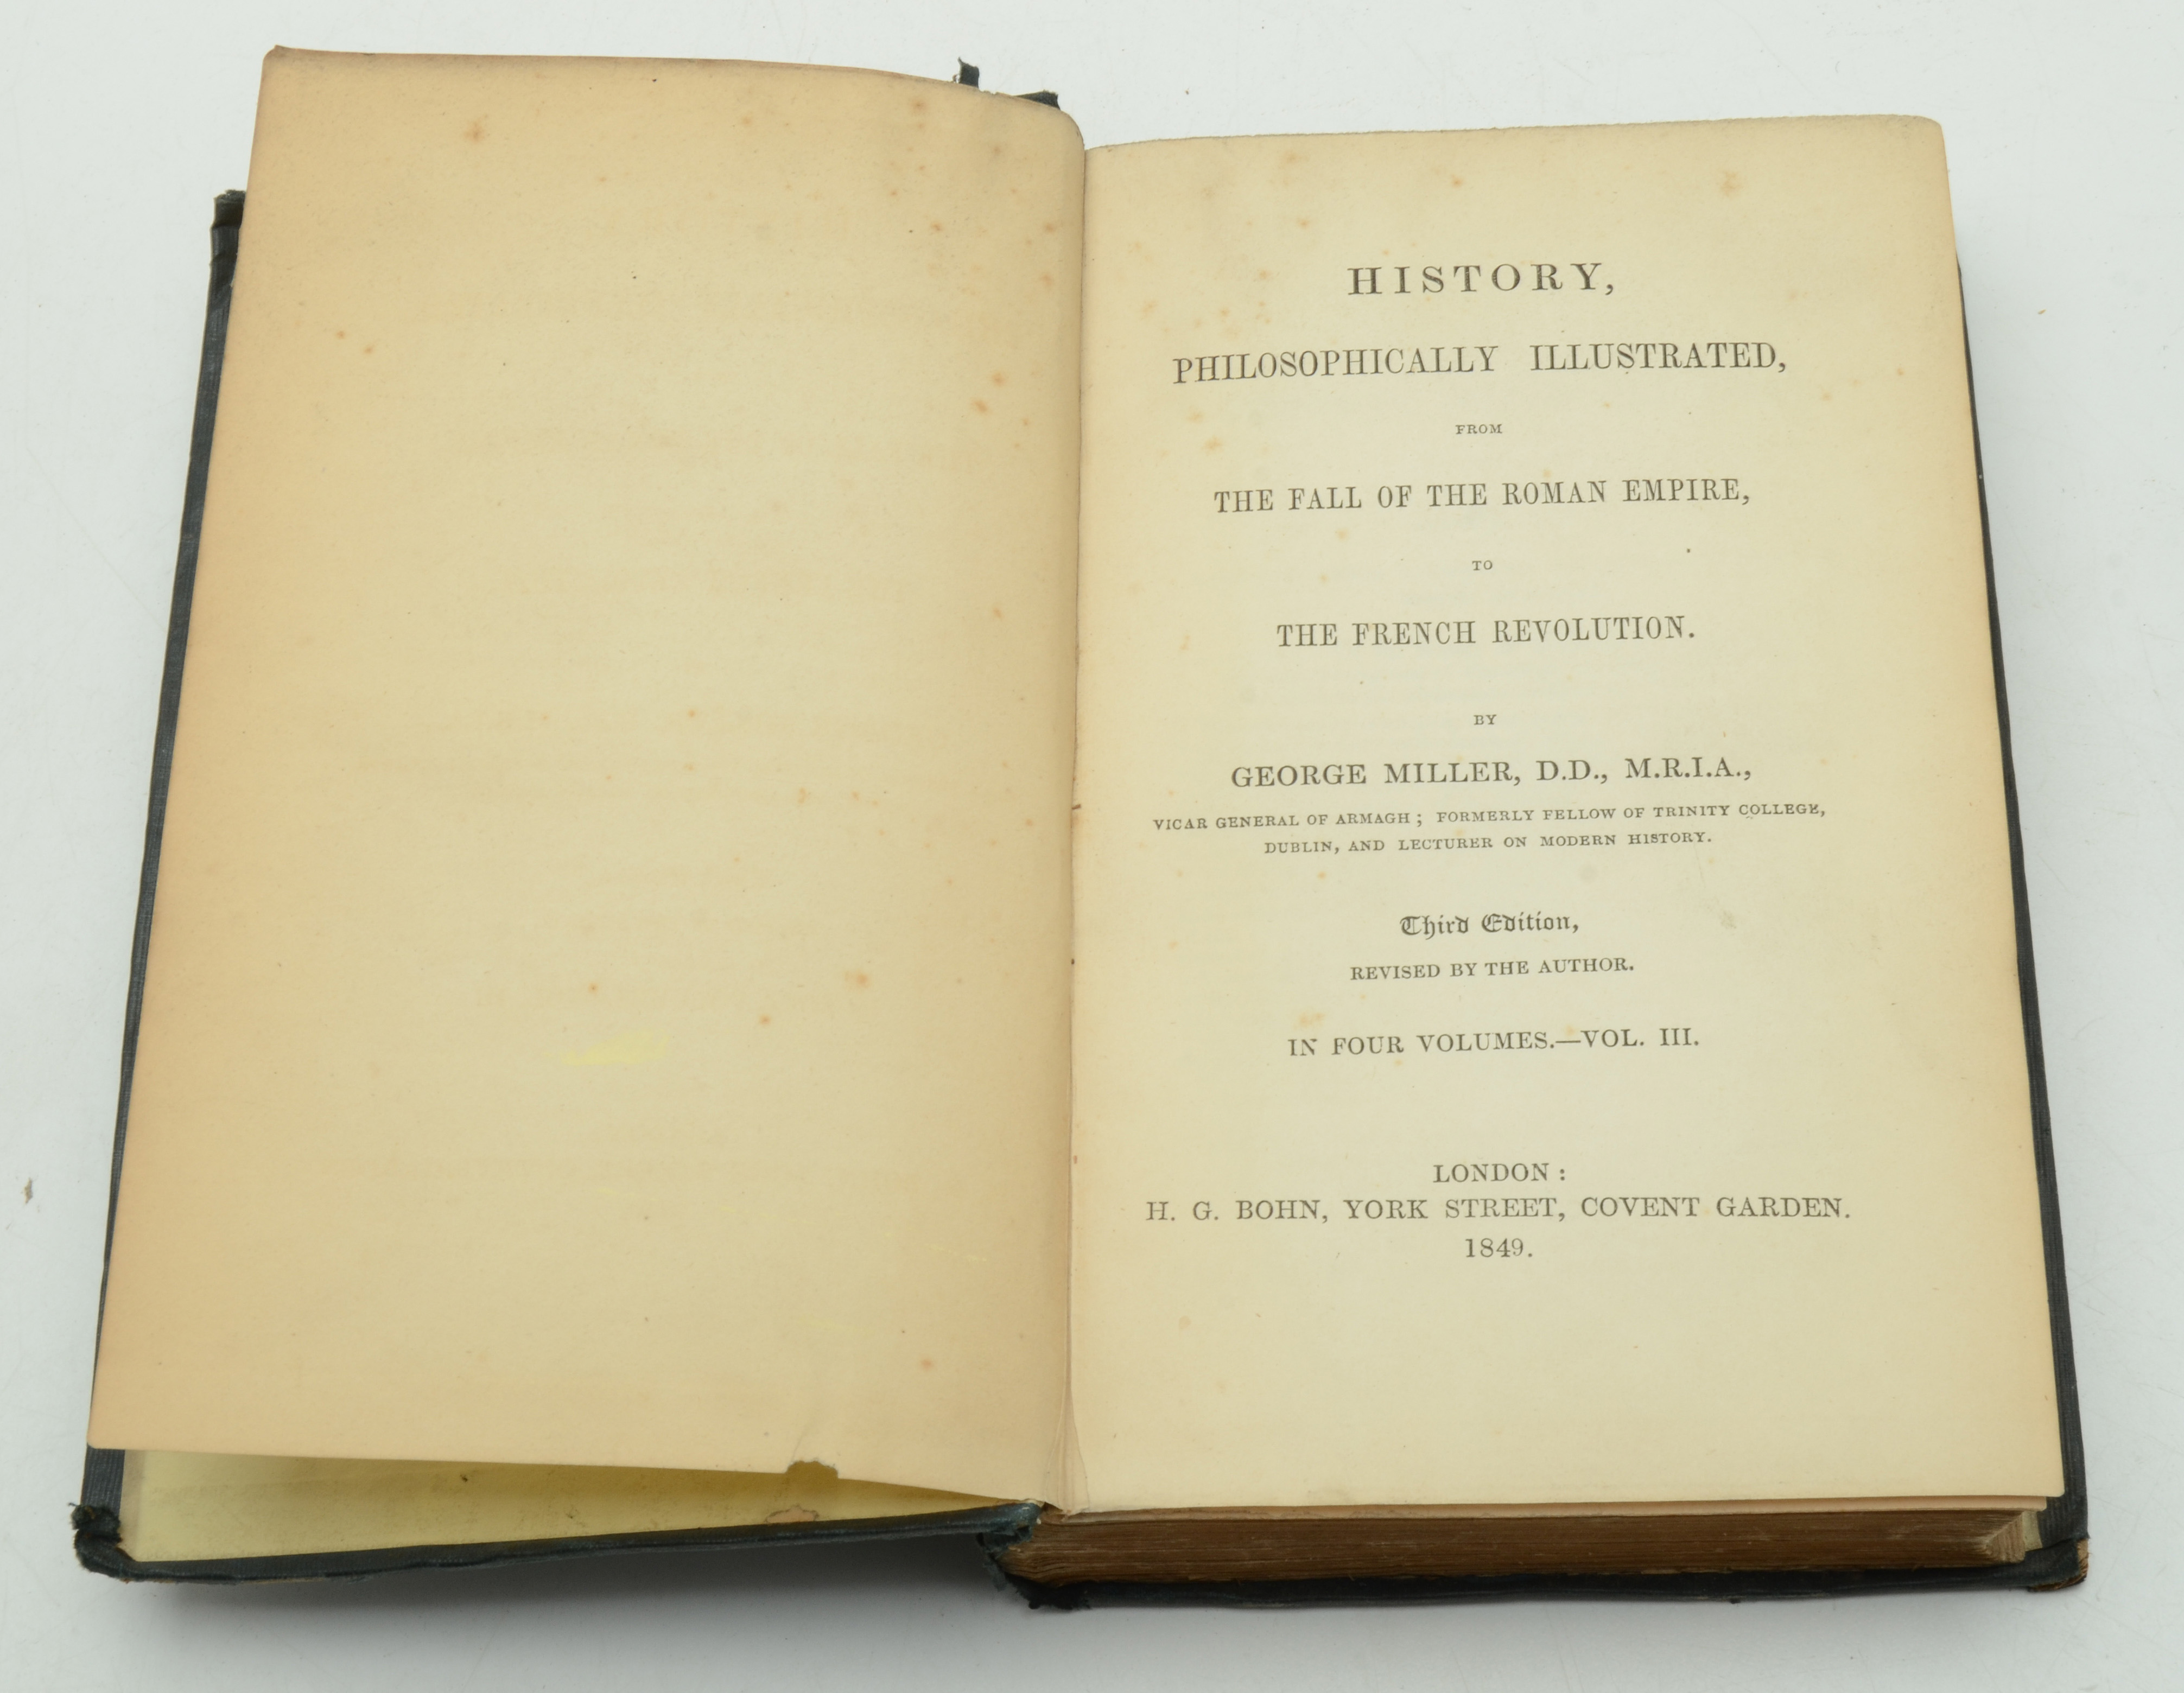 HISTORY,
PHILOSOPHICALLY ILLUSTRATED,
FROM
THE FALL OF THE ROMAN EMPIRE,
TO
THE FRENCH REVOLUTION.
BY
GEORGE MILLER, D.D., M.R.I.A.,
VICAR GENERAL OF ARMAGH; FORMERLY FELLOW OF TRINITY COLLEGE,
DUBLIN, AND LECTURER ON MODERN HISTORY.
Third Edition,
REVISED BY THE AUTHOR.
IN FOUR VOLUMES.—VOL. III.
LONDON:
H. G. BOHN, YORK STREET, COVENT GARDEN.
1849.